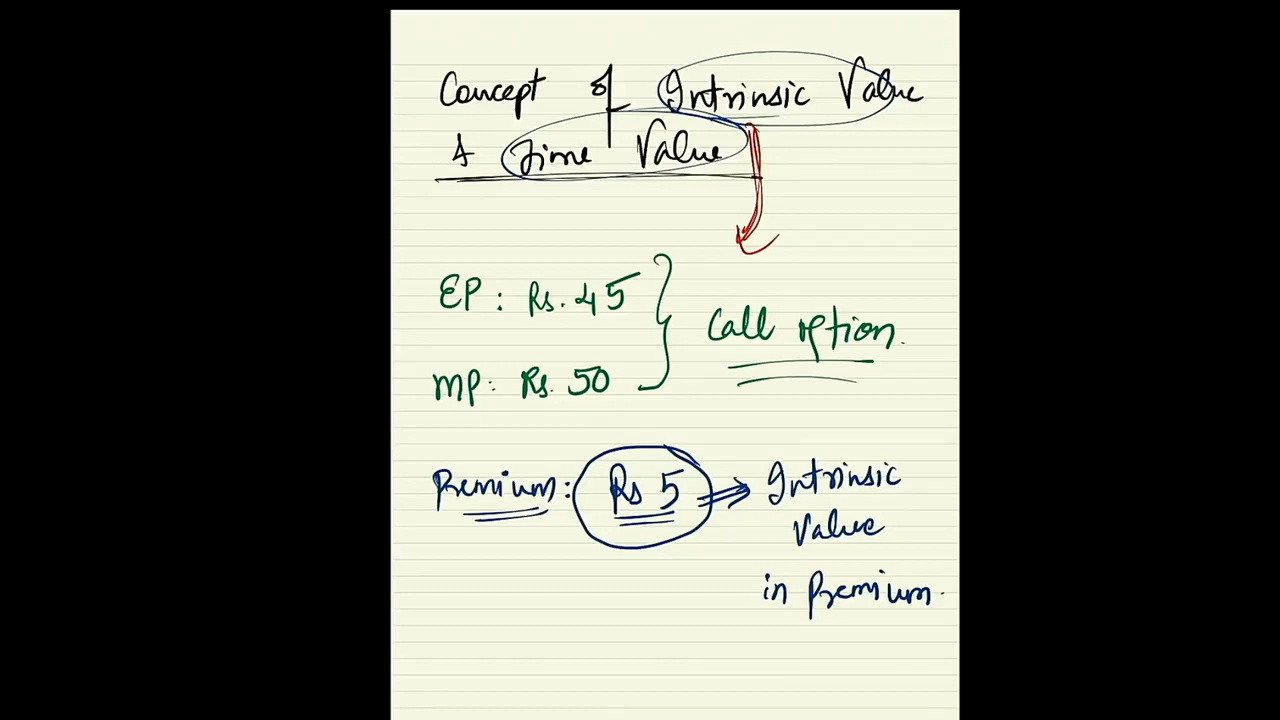 Concept of Intrinsic Value
& Time Value
EP: Rs. 45
MP: Rs. 50
Call option.
Premium: Rs 5 ⇒ Intrinsic
Value
in Premium.